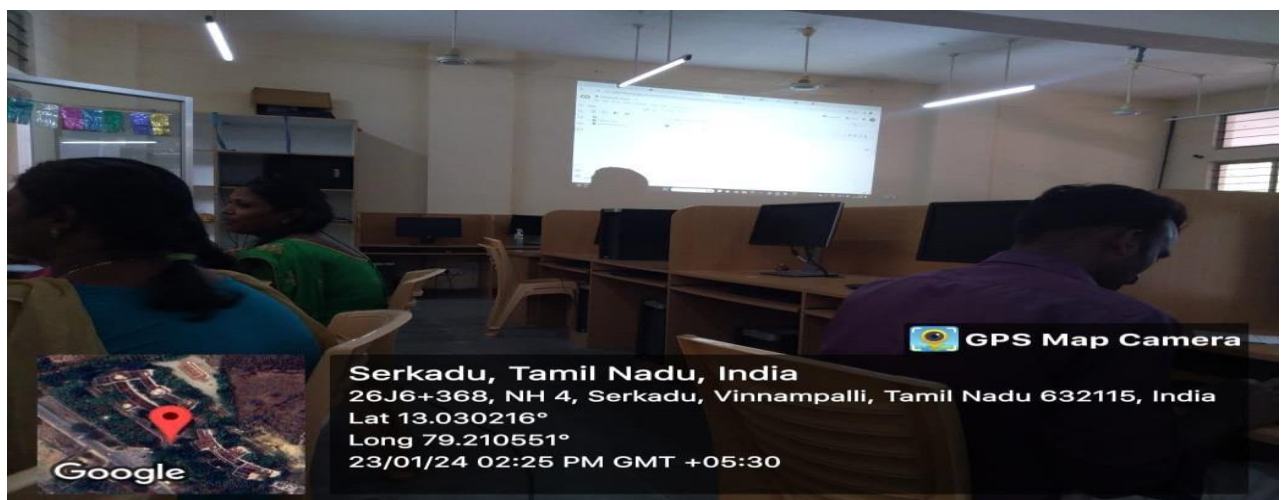 GPS Map Camera
Serkadu, Tamil Nadu, India
26J6+368, NH 4, Serkadu, Vinnampalli, Tamil Nadu 632115, India
Lat 13.030216°
Long 79.210551°
23/01/24 02:25 PM GMT +05:30
Google